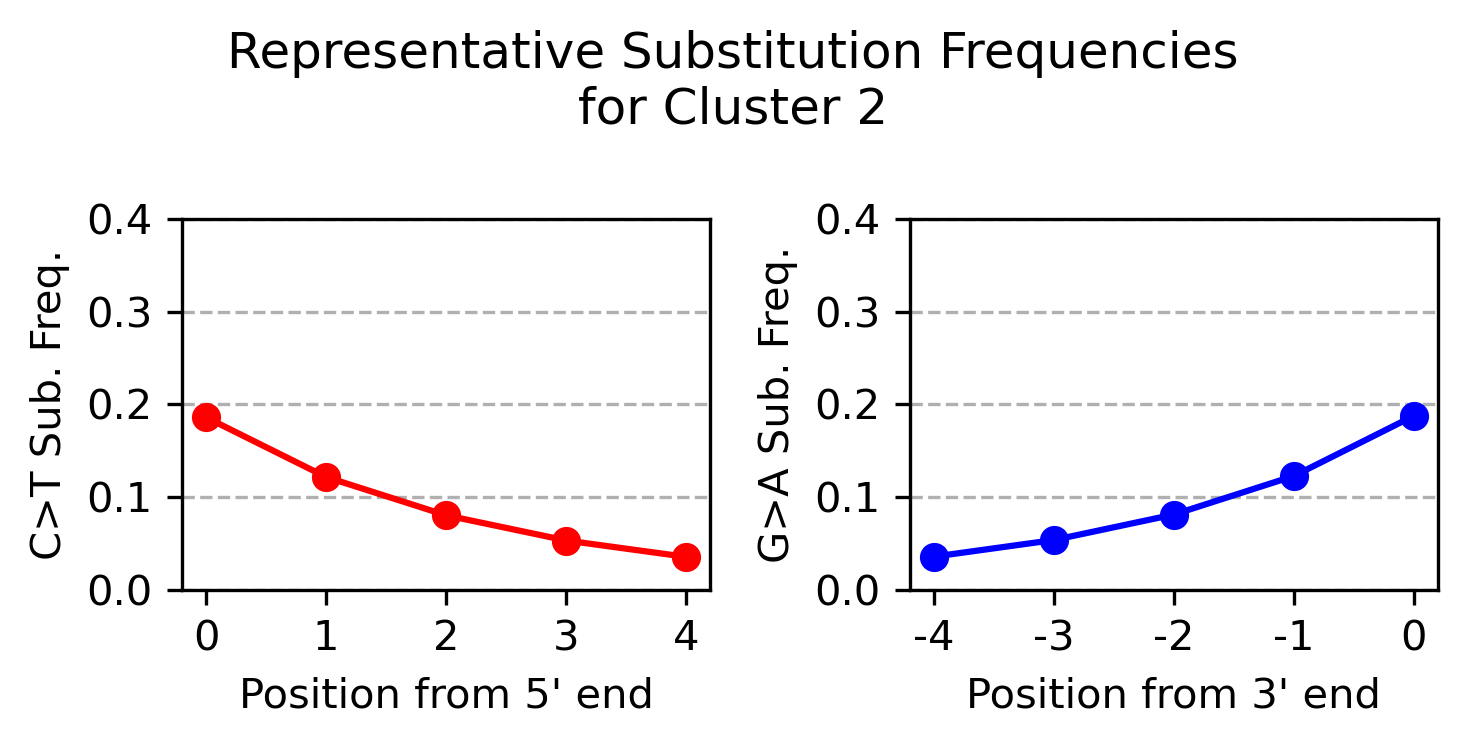 Representative Substitution Frequencies
for Cluster 2
C>T Sub. Freq.
0.4
0.3
0.2
0.1
0.0
0 1 2 3 4
Position from 5' end
G>A Sub. Freq.
0.4
0.3
0.2
0.1
0.0
-4 -3 -2 -1 0
Position from 3' end